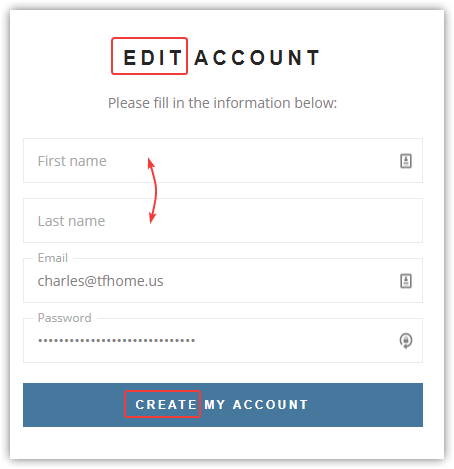 EDIT ACCOUNT
Please fill in the information below:
First name
Last name
Email
charles@tfhome.us
Password
••••••••••••••••••••••••••••••
CREATE MY ACCOUNT